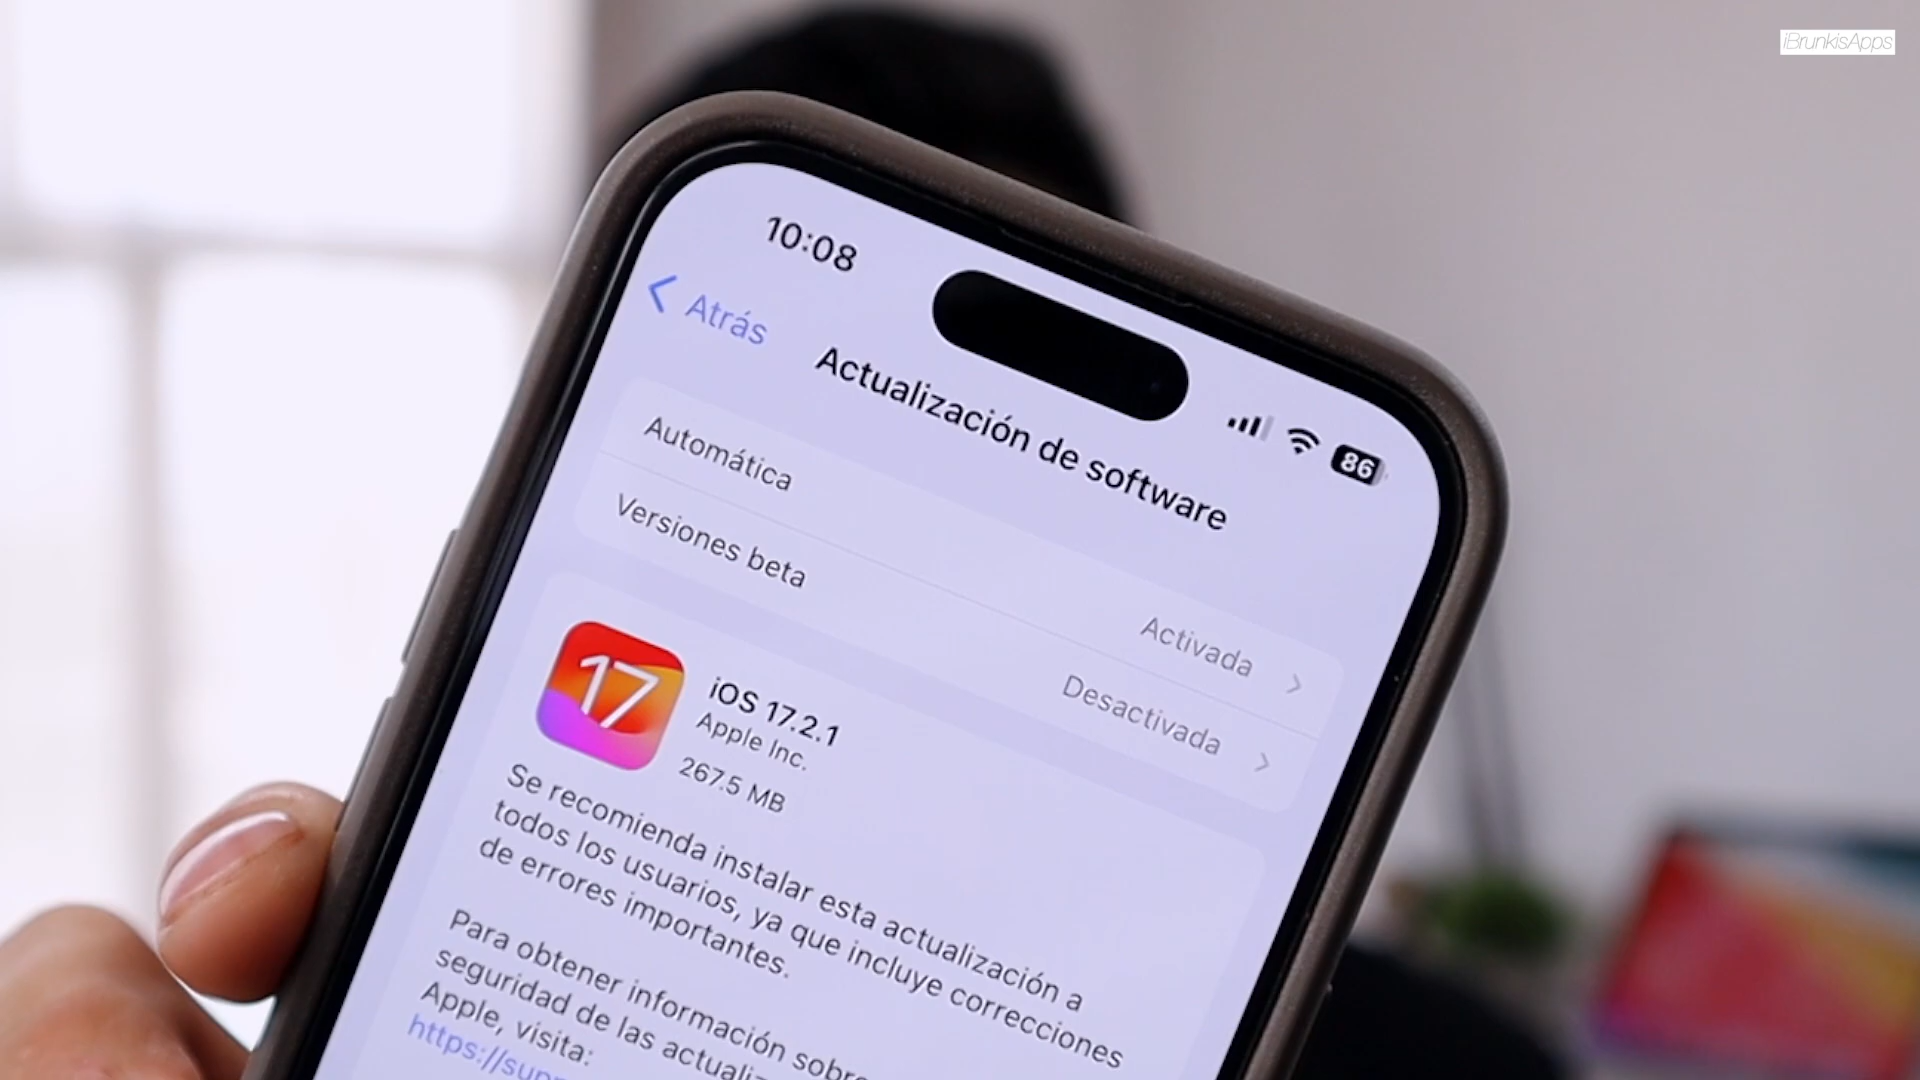 iBrunkisApps
10:08
86
Atrás
Actualización de software
Automática
Activada
Versiones beta
Desactivada
17
iOS 17.2.1
Apple Inc.
267.5 MB
Se recomienda instalar esta actualización a
todos los usuarios, ya que incluye correcciones
de errores importantes.
Para obtener información sobre
seguridad de las
Apple, visita: